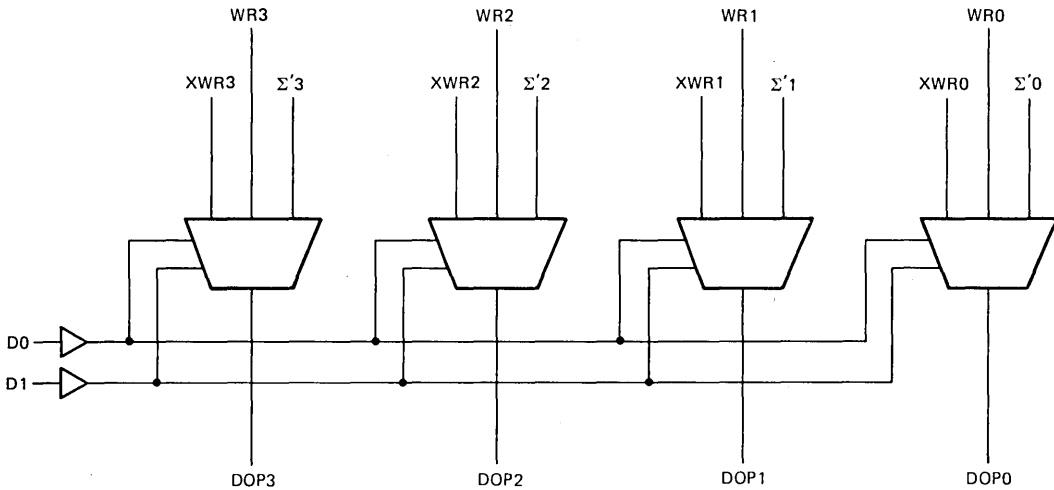 WR3 WR2 WR1 WR0
XWR3 Σ'3 XWR2 Σ'2 XWR1 Σ'1 XWR0 Σ'0
D0
D1
DOP3 DOP2 DOP1 DOP0